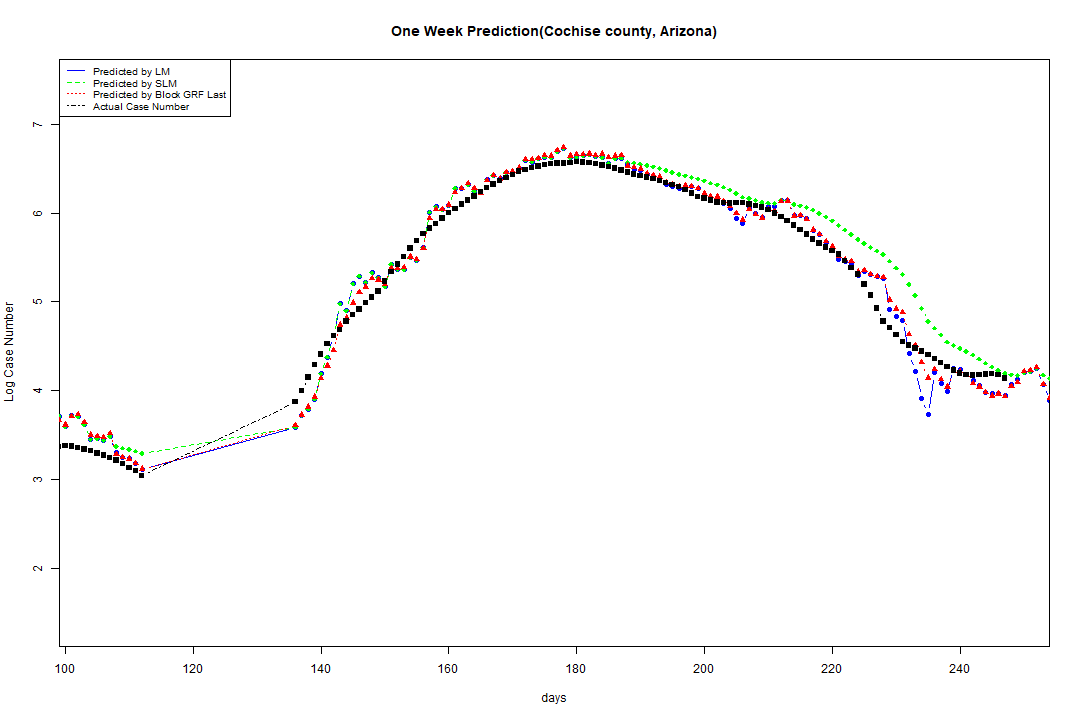 One Week Prediction(Cochise county, Arizona)
Predicted by LM
Predicted by SLM
Predicted by Block GRF Last
Actual Case Number
7
6
5
4
3
2
Log Case Number
100 120 140 160 180 200 220 240
days